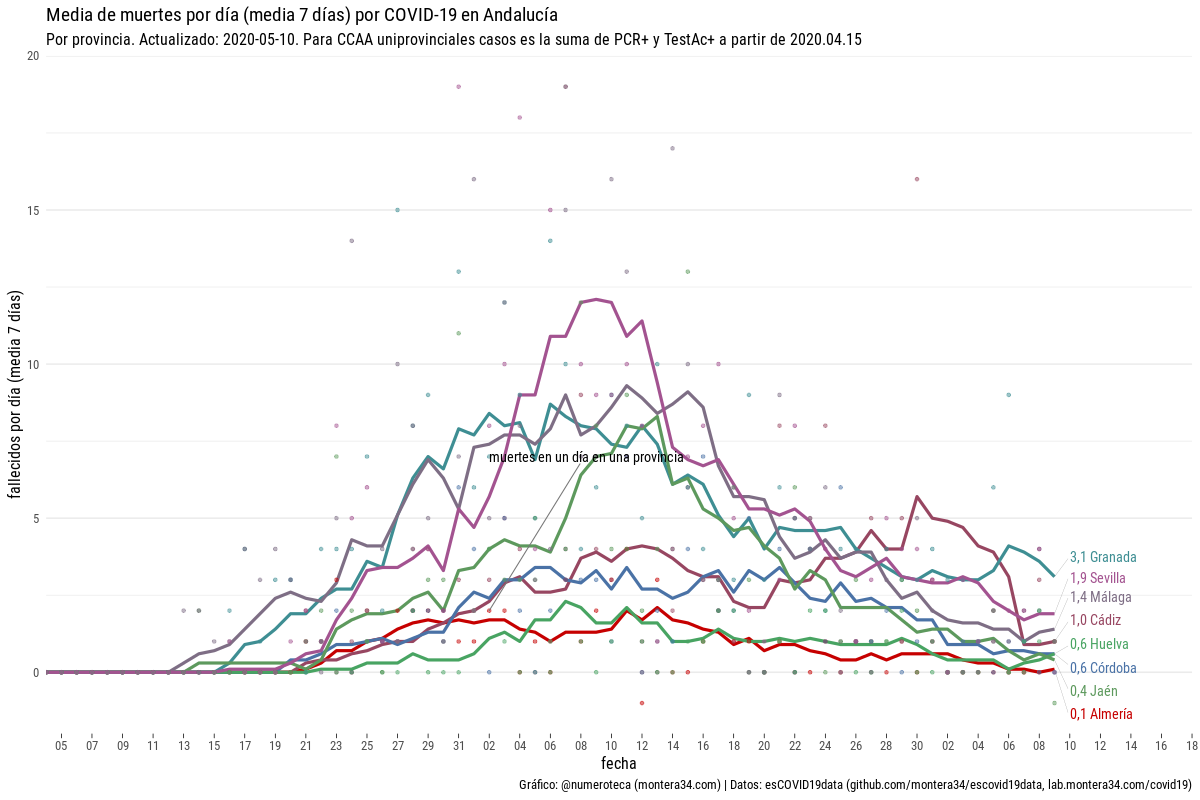 Media de muertes por día (media 7 días) por COVID-19 en Andalucía
Por provincia. Actualizado: 2020-05-10. Para CCAA uniprovinciales casos es la suma de PCR+ y TestAc+ a partir de 2020.04.15
fallecidos por día (media 7 días)
20
15
10
5
0
muertes en un día en una provincia
3,1 Granada
1,9 Sevilla
1,4 Málaga
1,0 Cádiz
0,6 Huelva
0,6 Córdoba
0,4 Jaén
0,1 Almería
05 07 09 11 13 15 17 19 21 23 25 27 29 31 02 04 06 08 10 12 14 16 18 20 22 24 26 28 30 02 04 06 08 10 12 14 16 18
fecha
Gráfico: @numeroteca (montera34.com) | Datos: esCOVID19data (github.com/montera34/escovid19data, lab.montera34.com/covid19)